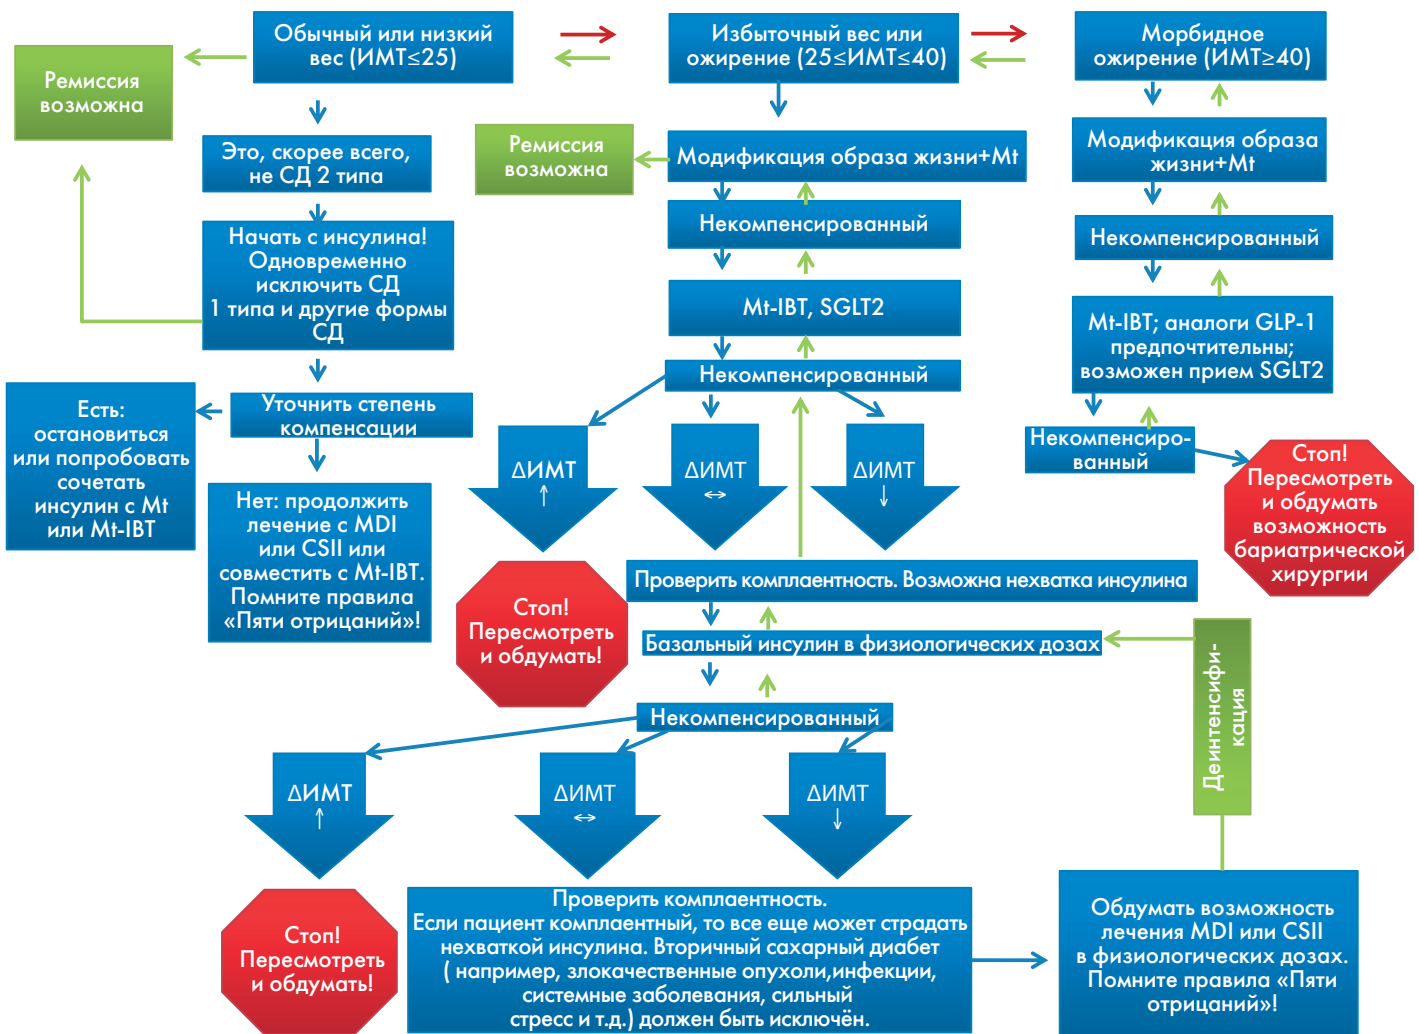 Обычный или низкий
вес (ИМТ≤25)
Избыточный вес или
ожирение (25≤ИМТ≤40)
Морбидное
ожирение (ИМТ≥40)
Ремиссия
возможна
Это, скорее всего,
не СД 2 типа
Ремиссия
возможна
Модификация образа жизни+Mt
Модификация образа
жизни+Mt
Начать с инсулина!
Одновременно
исключить СД
1 типа и другие формы
СД
Некомпенсированный
Некомпенсированный
Mt-IBT, SGLT2
Mt-IBT; аналоги GLP-1
предпочтительны;
возможен прием SGLT2
Некомпенсированный
Есть:
остановиться
или попробовать
сочетать
инсулин с Mt
или Mt-IBT
Уточнить степень
компенсации
Некомпенсиро-
ванный
ΔИМТ
↑
ΔИМТ
↔
ΔИМТ
↓
Стоп!
Пересмотреть
и обдумать
возможность
бариатрической
хирургии
Нет: продолжить
лечение с MDI
или CSII или
совместить с Mt-IBT.
Помните правила
«Пяти отрицаний»!
Стоп!
Пересмотреть
и обдумать!
Проверить комплаентность. Возможна нехватка инсулина
Базальный инсулин в физиологических дозах
Деинтенсифи-
кация
Некомпенсированный
ΔИМТ
↑
ΔИМТ
↔
ΔИМТ
↓
Стоп!
Пересмотреть
и обдумать!
Проверить комплаентность.
Если пациент комплаентный, то все еще может страдать
нехваткой инсулина. Вторичный сахарный диабет
( например, злокачественные опухоли,инфекции,
системные заболевания, сильный
стресс и т.д.) должен быть исключён.
Обдумать возможность
лечения MDI или CSII
в физиологических дозах.
Помните правила «Пяти
отрицаний»!